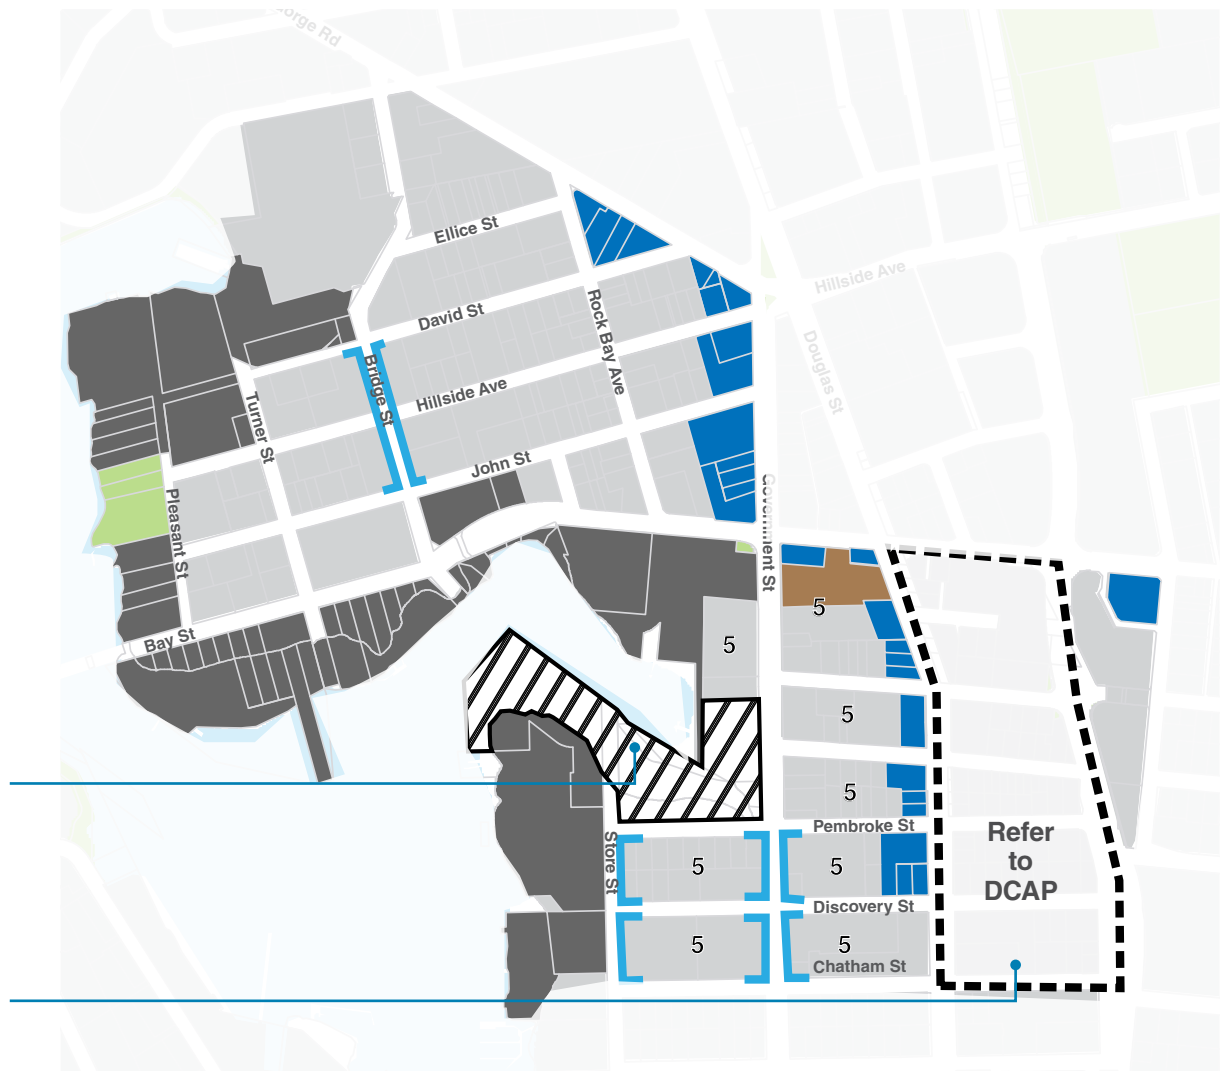 Ellice St
Hillside Ave
David St
Rock Bay Ave
Douglas St
Bridge St
Hillside Ave
Turner St
John St
Pleasant St
Government St
5
5
Bay St
5
5
Pembroke St
Refer
to
DCAP
Store St
5
5
Discovery St
5
5
Chatham St